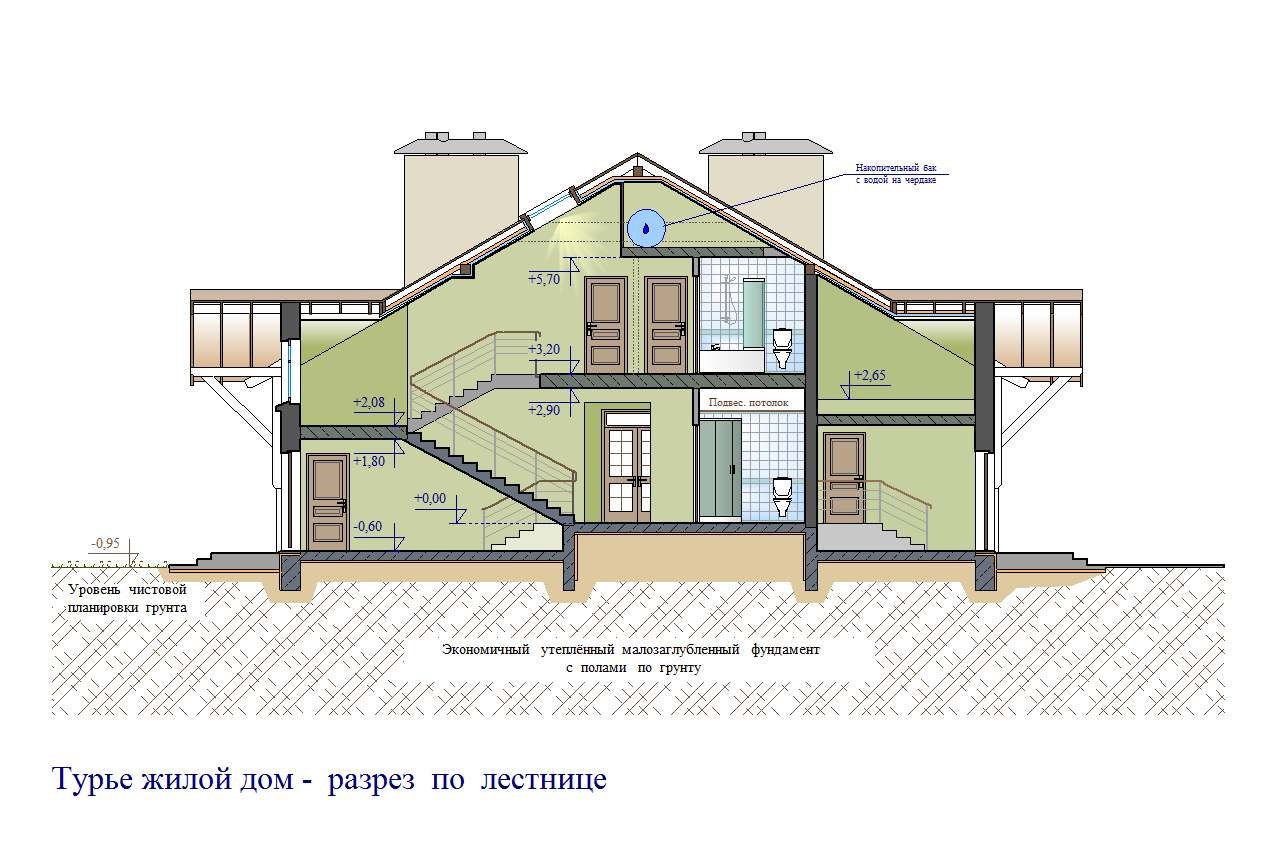 Накопительный бак
с водой на чердаке
+5,70
+3,20
+2,65
+2,08
+2,90
Подвес. потолок
+1,80
+0,00
-0,60
-0,95
Уровень чистовой
планировки грунта
Экономичный утеплённый малозаглубленный фундамент
с полами по грунту
Турье жилой дом - разрез по лестнице